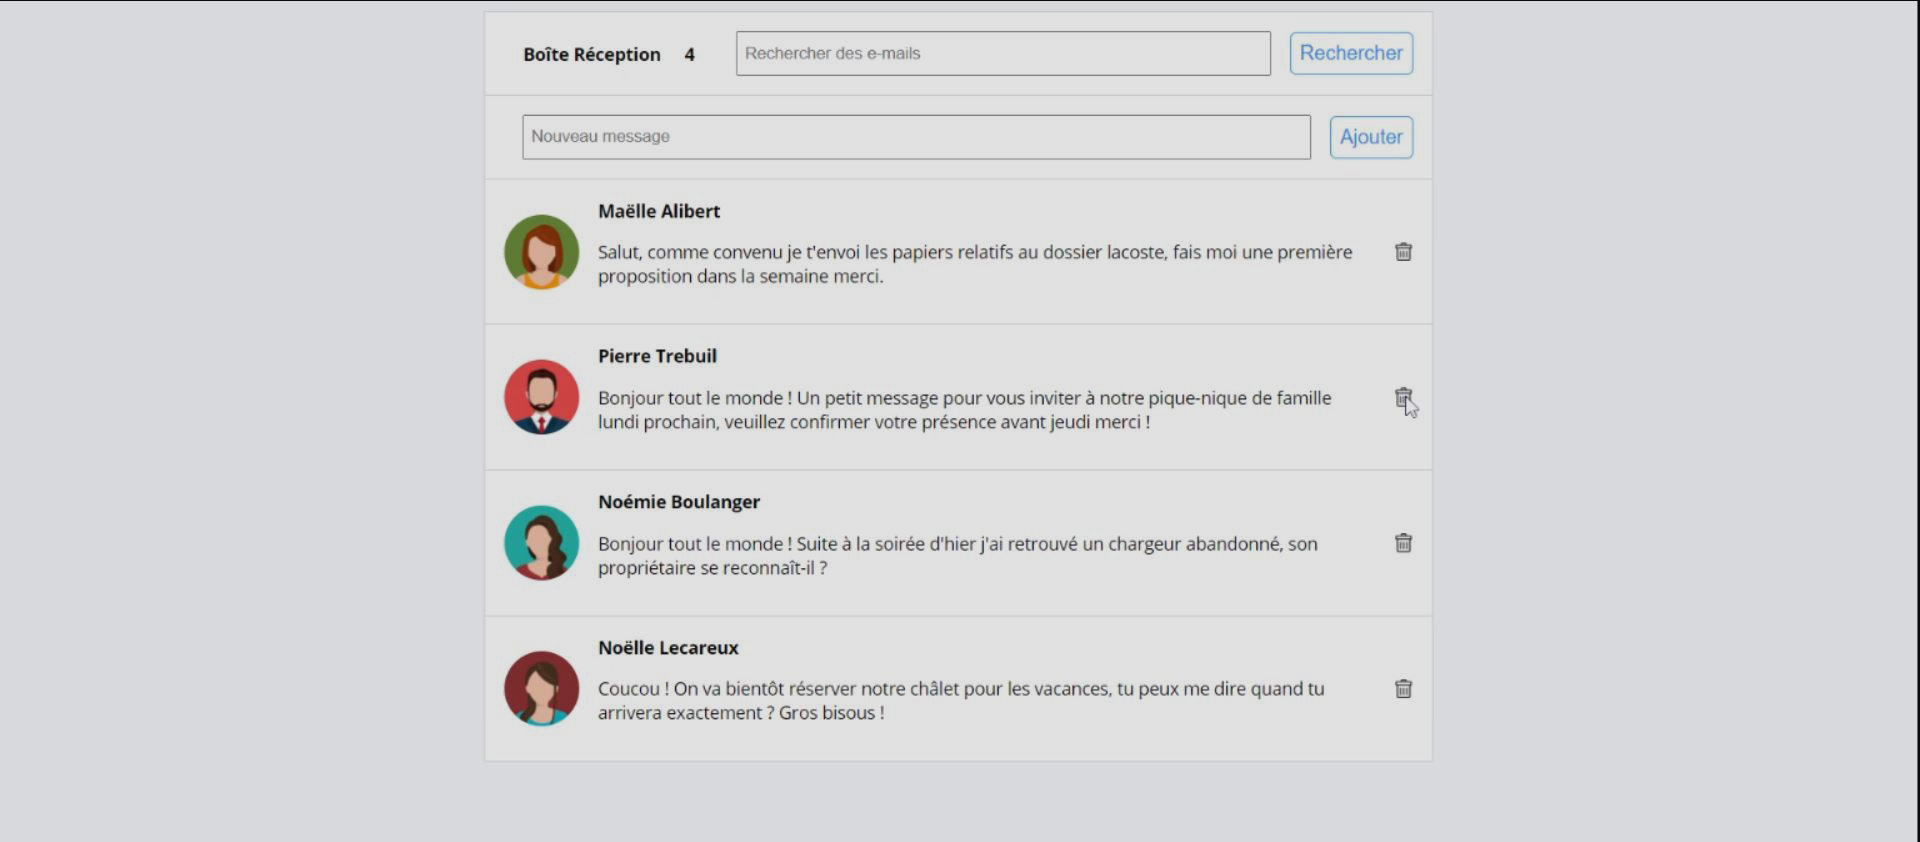 Boîte Réception 4 Rechercher des e-mails Rechercher
Nouveau message Ajouter
Maëlle Alibert
Salut, comme convenu je t'envoi les papiers relatifs au dossier lacoste, fais moi une première
proposition dans la semaine merci.
Pierre Trebuil
Bonjour tout le monde ! Un petit message pour vous inviter à notre pique-nique de famille
lundi prochain, veuillez confirmer votre présence avant jeudi merci !
Noémie Boulanger
Bonjour tout le monde ! Suite à la soirée d'hier j'ai retrouvé un chargeur abandonné, son
propriétaire se reconnaît-il ?
Noëlle Lecareux
Coucou ! On va bientôt réserver notre châlet pour les vacances, tu peux me dire quand tu
arrivera exactement ? Gros bisous !